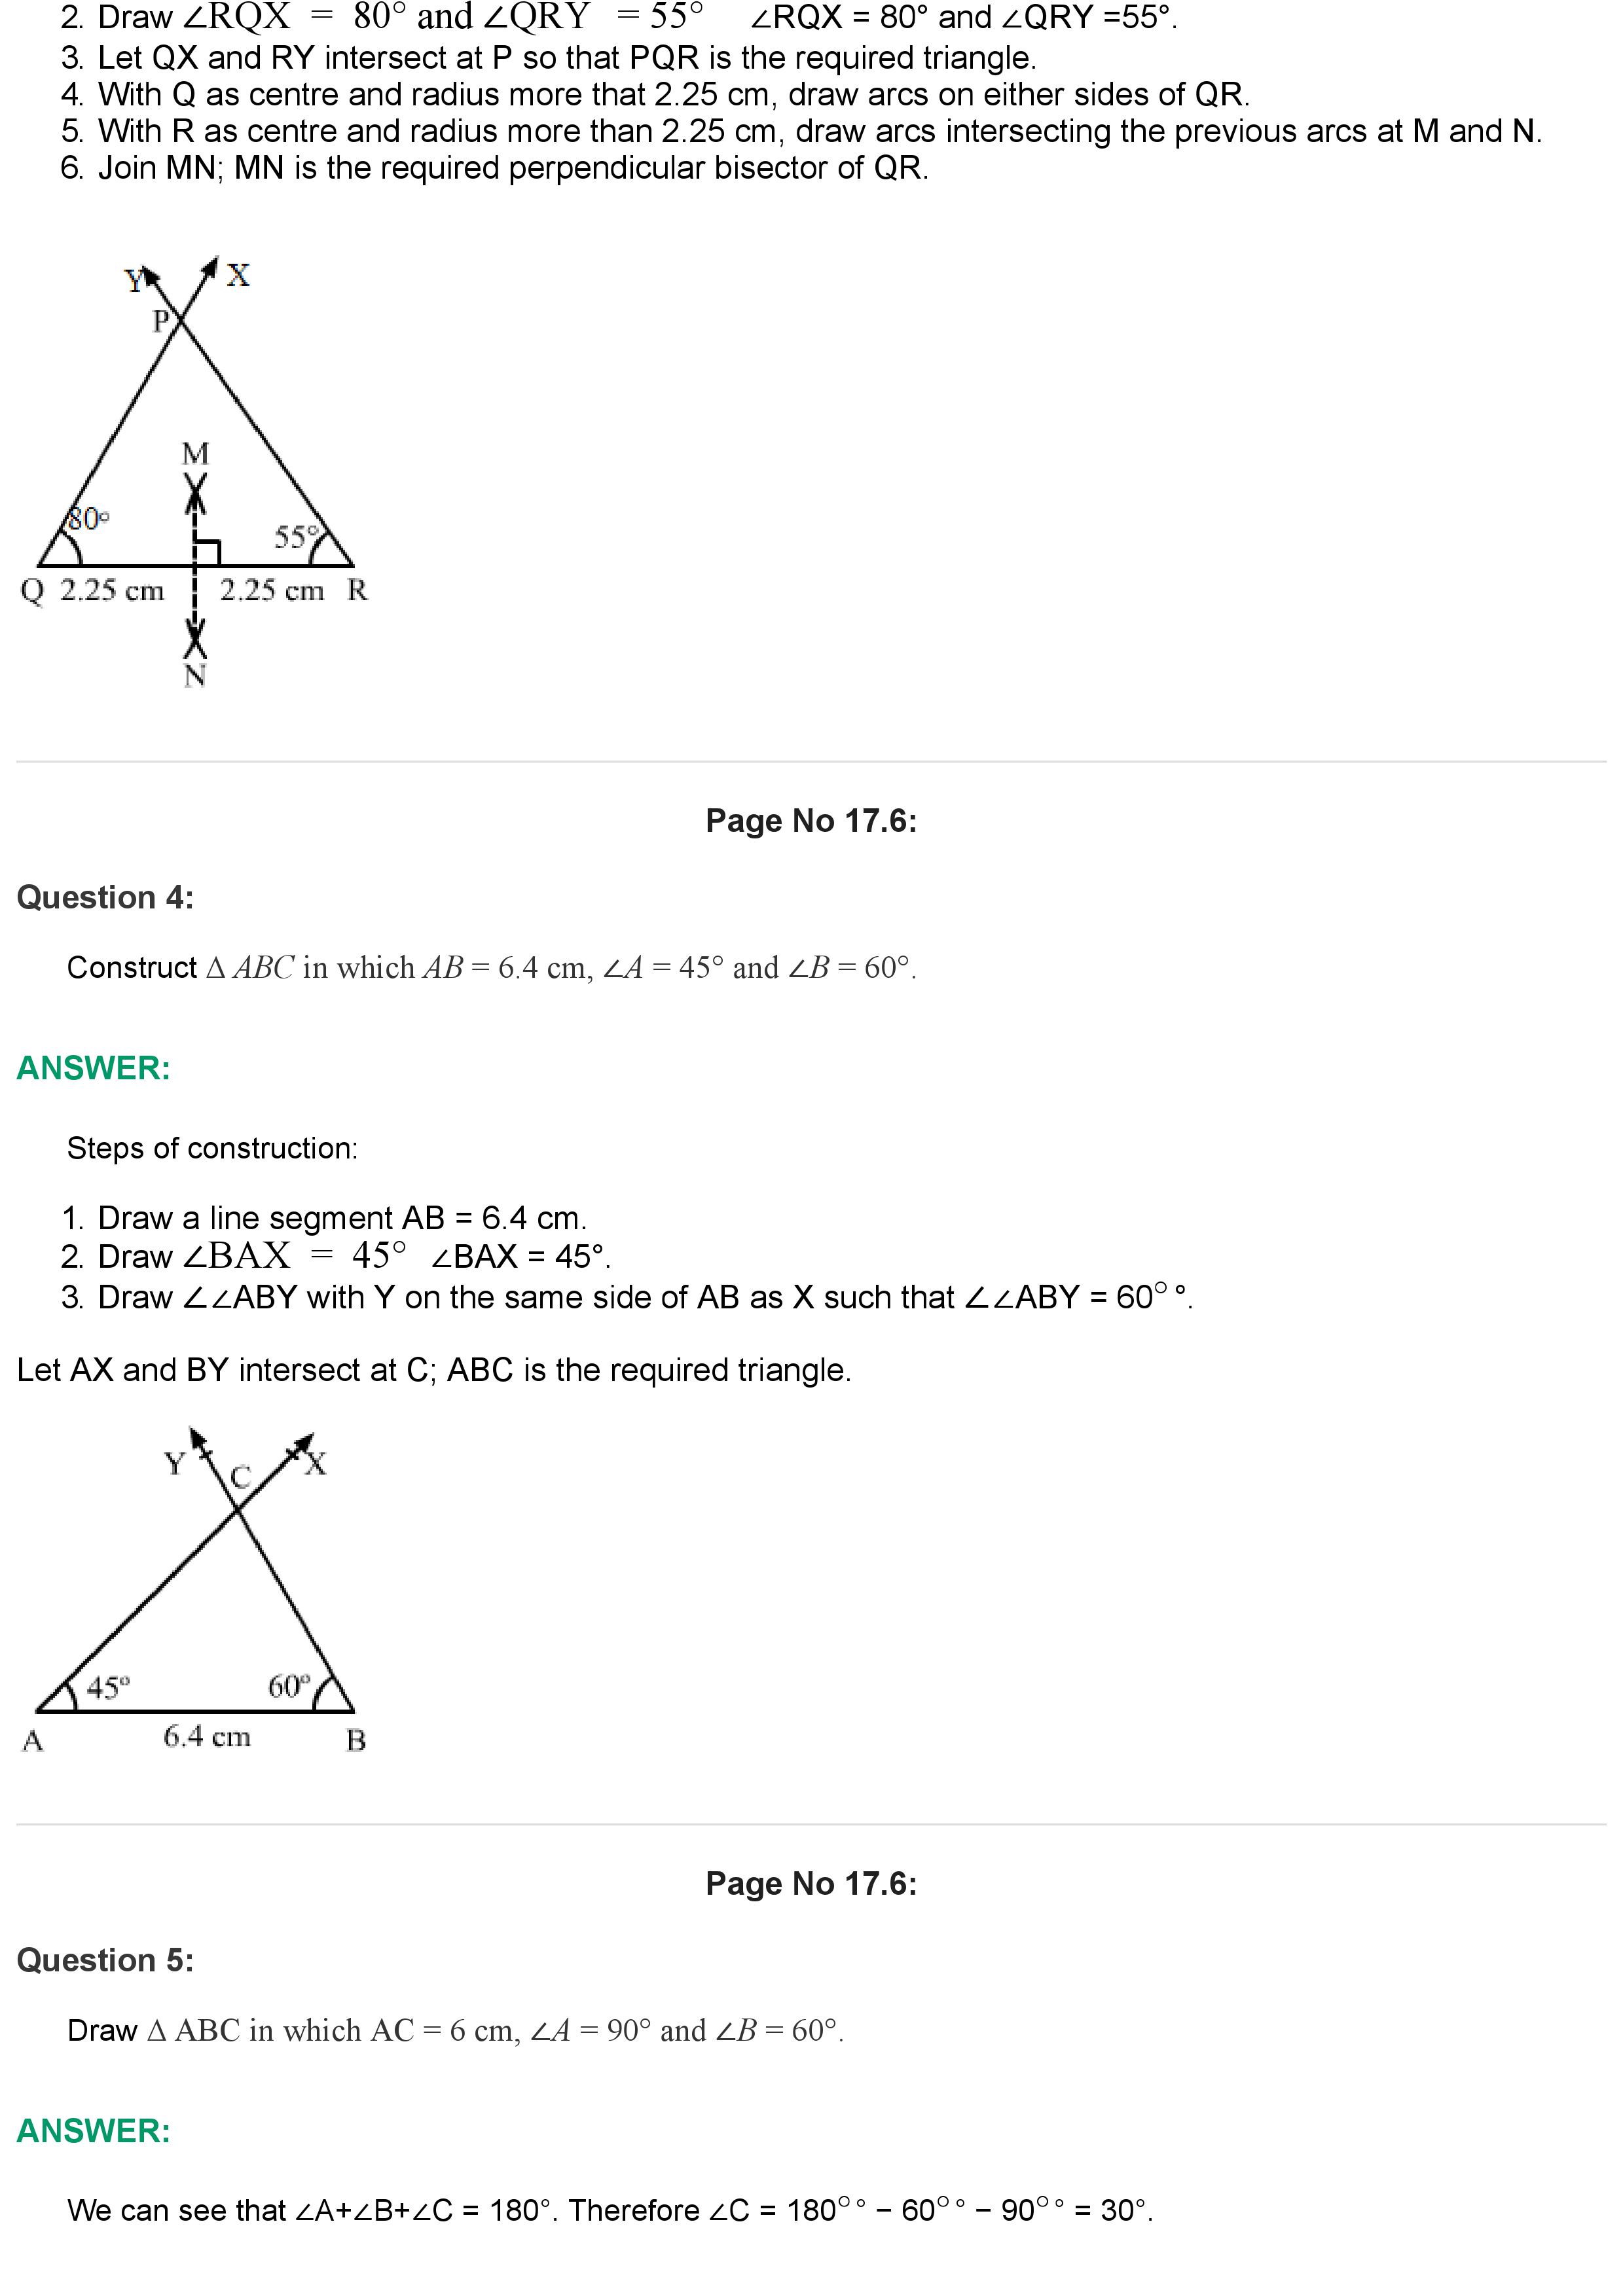 2. Draw ∠RQX = 80° and ∠QRY = 55° ∠RQX = 80° and ∠QRY =55°.
3. Let QX and RY intersect at P so that PQR is the required triangle.
4. With Q as centre and radius more that 2.25 cm, draw arcs on either sides of QR.
5. With R as centre and radius more than 2.25 cm, draw arcs intersecting the previous arcs at M and N.
6. Join MN; MN is the required perpendicular bisector of QR.
Y X
P
M
80°
55°
Q 2.25 cm 2.25 cm R
N
Page No 17.6:
Question 4:
Construct Δ ABC in which AB = 6.4 cm, ∠A = 45° and ∠B = 60°.
ANSWER:
Steps of construction:
1. Draw a line segment AB = 6.4 cm.
2. Draw ∠BAX = 45° ∠BAX = 45°.
3. Draw ∠∠ABY with Y on the same side of AB as X such that ∠∠ABY = 60° °.
Let AX and BY intersect at C; ABC is the required triangle.
Y C X
45° 60°
A 6.4 cm B
Page No 17.6:
Question 5:
Draw Δ ABC in which AC = 6 cm, ∠A = 90° and ∠B = 60°.
ANSWER:
We can see that ∠A+∠B+∠C = 180°. Therefore ∠C = 180° ° − 60° ° − 90° ° = 30°.